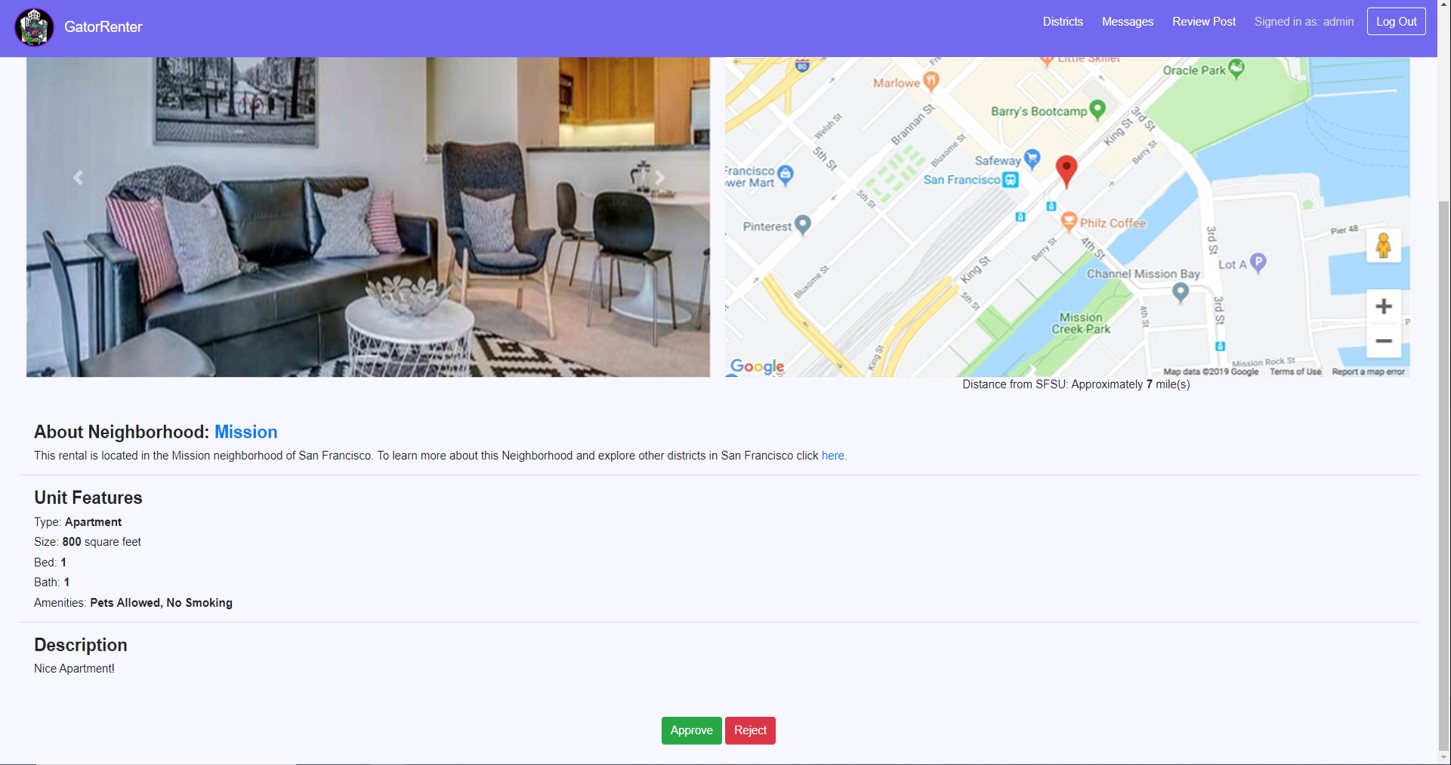 GatorRenter
Districts Messages Review Post Signed in as: admin Log Out
80
Marlowe
Little Skillet
Oracle Park
Barry's Bootcamp
Welsh St
Brannan St
5th St
Bluxome St
King St
3rd St
Berry St
Safeway
San Francisco
Francisco
wer Mart
5th St
Pinterest
Philz Coffee
Berry St
4th St
3rd St
Pier 48
Lot A
P
King St
Channel Mission Bay
Bluxome St
5th St
4th St
3rd St
Mission
Creek Park
King St
Mission Rock St
+
−
Google
Map data ©2019 Google Terms of Use Report a map error
Distance from SFSU: Approximately 7 mile(s)
About Neighborhood: Mission
This rental is located in the Mission neighborhood of San Francisco. To learn more about this Neighborhood and explore other districts in San Francisco click here.
Unit Features
Type: Apartment
Size: 800 square feet
Bed: 1
Bath: 1
Amenities: Pets Allowed, No Smoking
Description
Nice Apartment!
Approve Reject